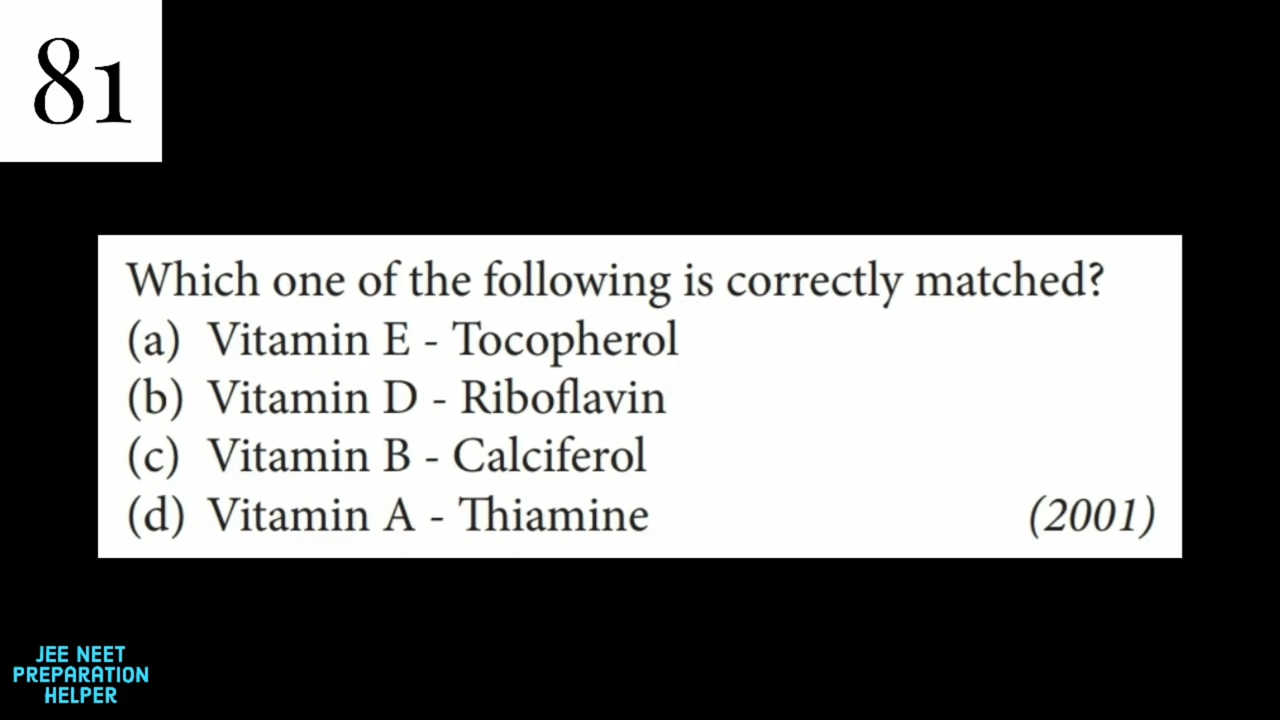 81
Which one of the following is correctly matched?
(a) Vitamin E - Tocopherol
(b) Vitamin D - Riboflavin
(c) Vitamin B - Calciferol
(d) Vitamin A - Thiamine (2001)
JEE NEET
PREPARATION
HELPER